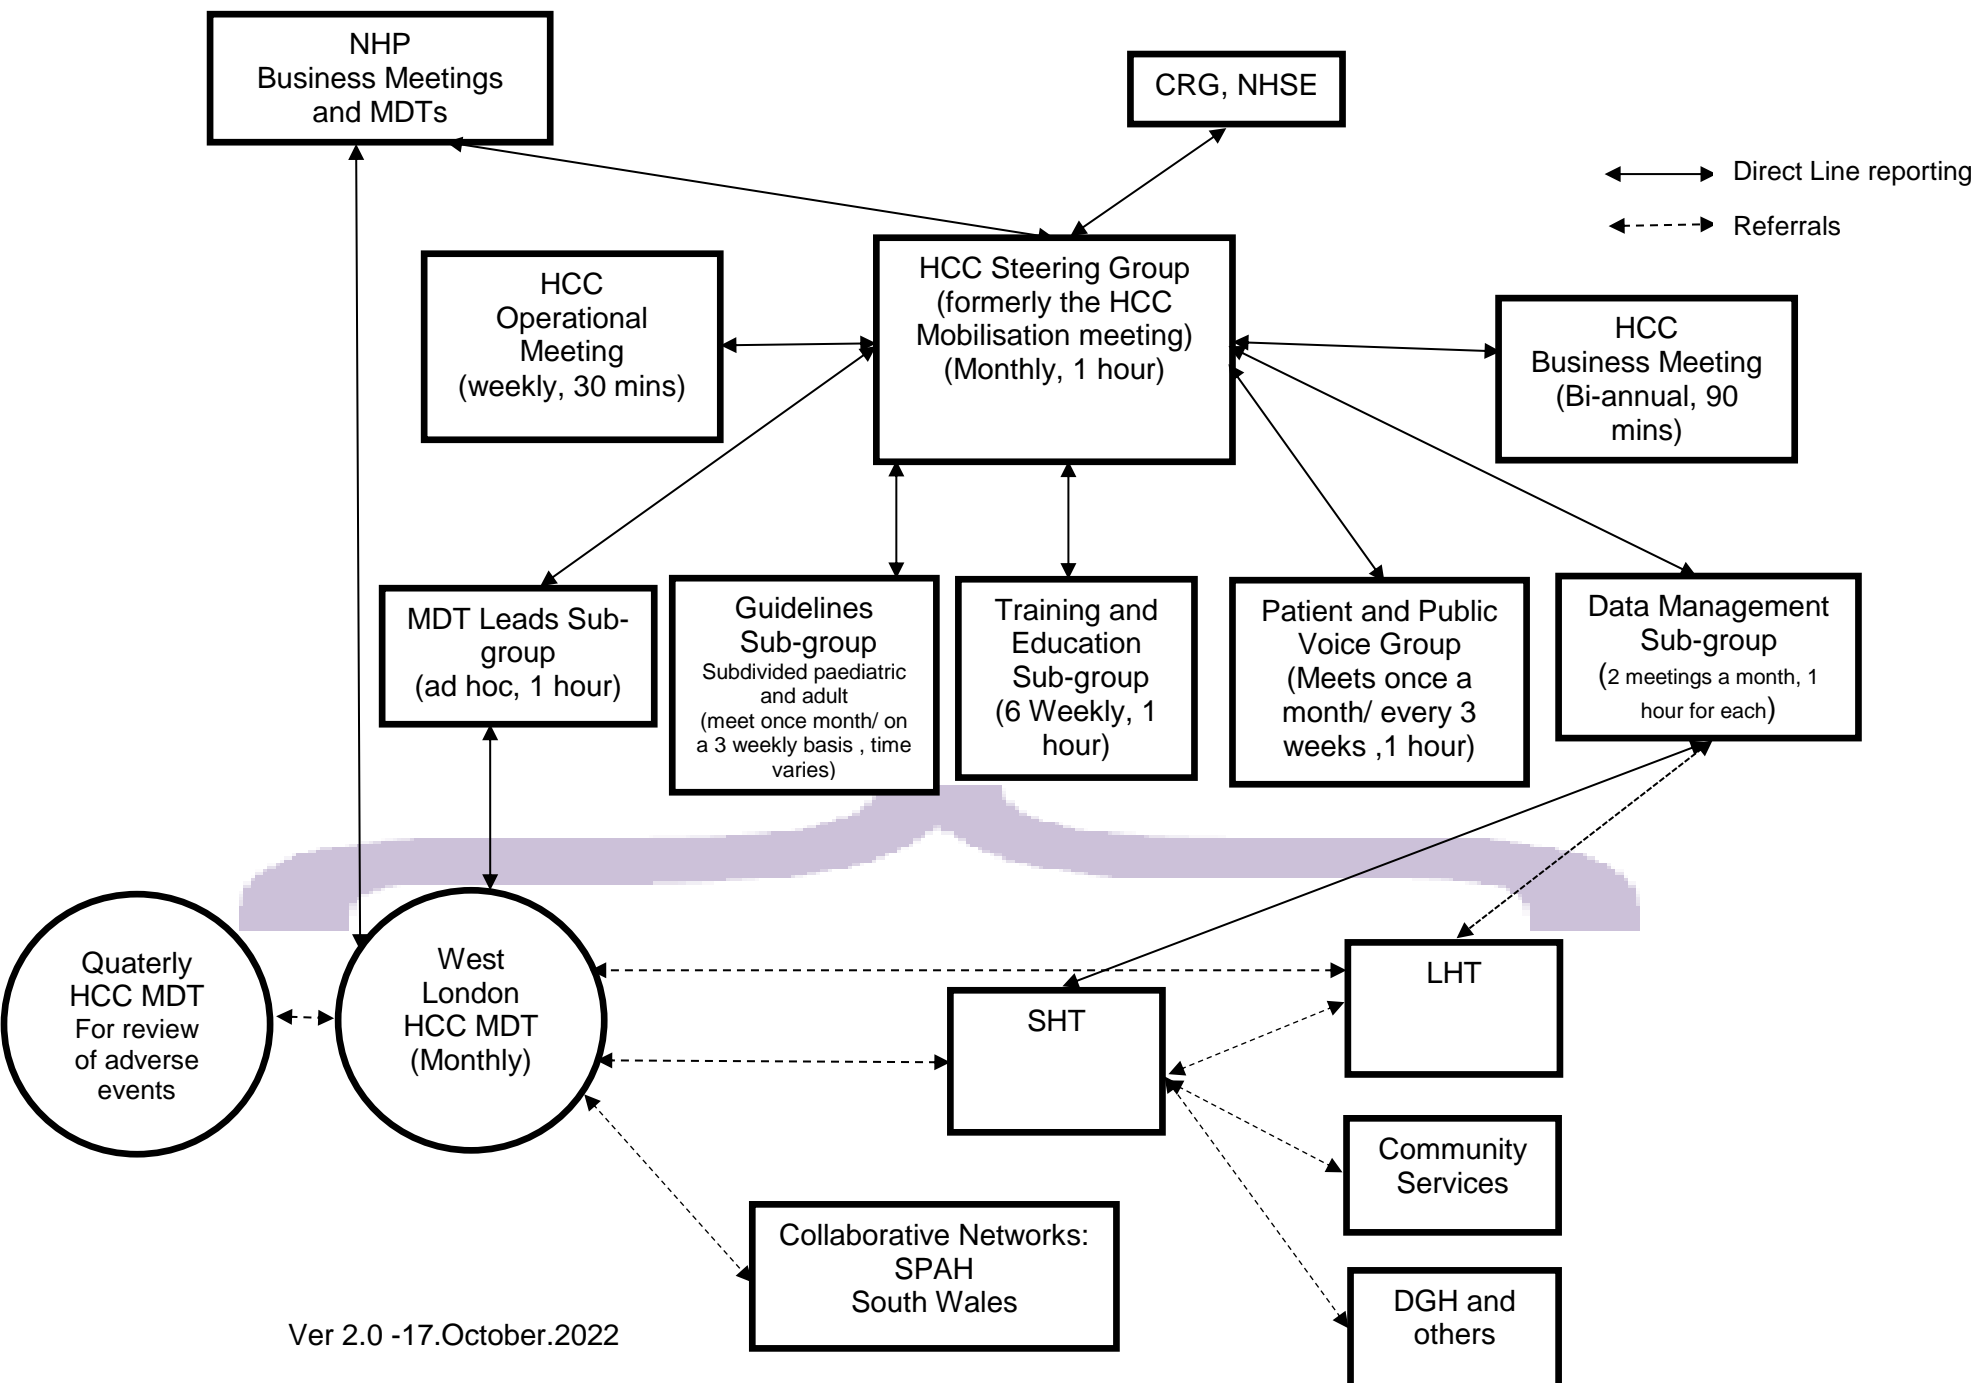 NHP
Business Meetings
and MDTs
CRG, NHSE
Direct Line reporting
Referrals
HCC
Operational
Meeting
(weekly, 30 mins)
HCC Steering Group
(formerly the HCC
Mobilisation meeting)
(Monthly, 1 hour)
HCC
Business Meeting
(Bi-annual, 90
mins)
MDT Leads Sub-
group
(ad hoc, 1 hour)
Guidelines
Sub-group
Subdivided paediatric
and adult
(meet once month/ on
a 3 weekly basis , time
varies)
Training and
Education
Sub-group
(6 Weekly, 1
hour)
Patient and Public
Voice Group
(Meets once a
month/ every 3
weeks ,1 hour)
Data Management
Sub-group
(2 meetings a month, 1
hour for each)
Quaterly
HCC MDT
For review
of adverse
events
West
London
HCC MDT
(Monthly)
SHT
LHT
Community
Services
Collaborative Networks:
SPAH
South Wales
DGH and
others
Ver 2.0 -17.October.2022